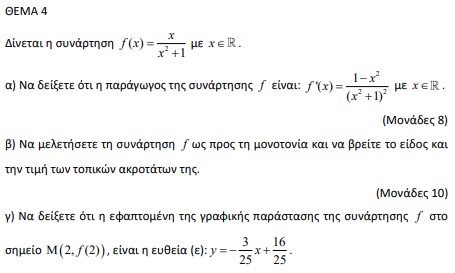 ΘΕΜΑ 4
Δίνεται η συνάρτηση f(x) = x / (x² + 1) με x ∈ ℝ.
α) Να δείξετε ότι η παράγωγος της συνάρτησης f είναι: f'(x) = (1 − x²) / (x² + 1)² με x ∈ ℝ.
(Μονάδες 8)
β) Να μελετήσετε τη συνάρτηση f ως προς τη μονοτονία και να βρείτε το είδος και
την τιμή των τοπικών ακροτάτων της.
(Μονάδες 10)
γ) Να δείξετε ότι η εφαπτομένη της γραφικής παράστασης της συνάρτησης f στο
σημείο Μ(2, f(2)), είναι η ευθεία (ε): y = −3/25 x + 16/25.